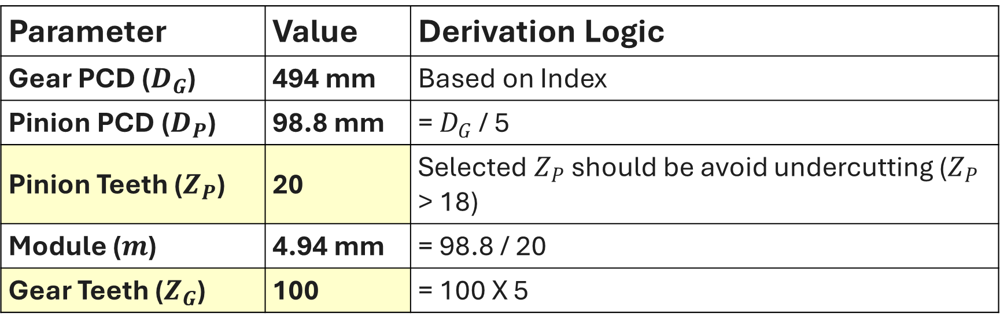 Parameter Value Derivation Logic
Gear PCD (D_G) 494 mm Based on Index
Pinion PCD (D_P) 98.8 mm = D_G / 5
Pinion Teeth (Z_P) 20 Selected Z_P should be avoid undercutting (Z_P
> 18)
Module (m) 4.94 mm = 98.8 / 20
Gear Teeth (Z_G) 100 = 100 X 5